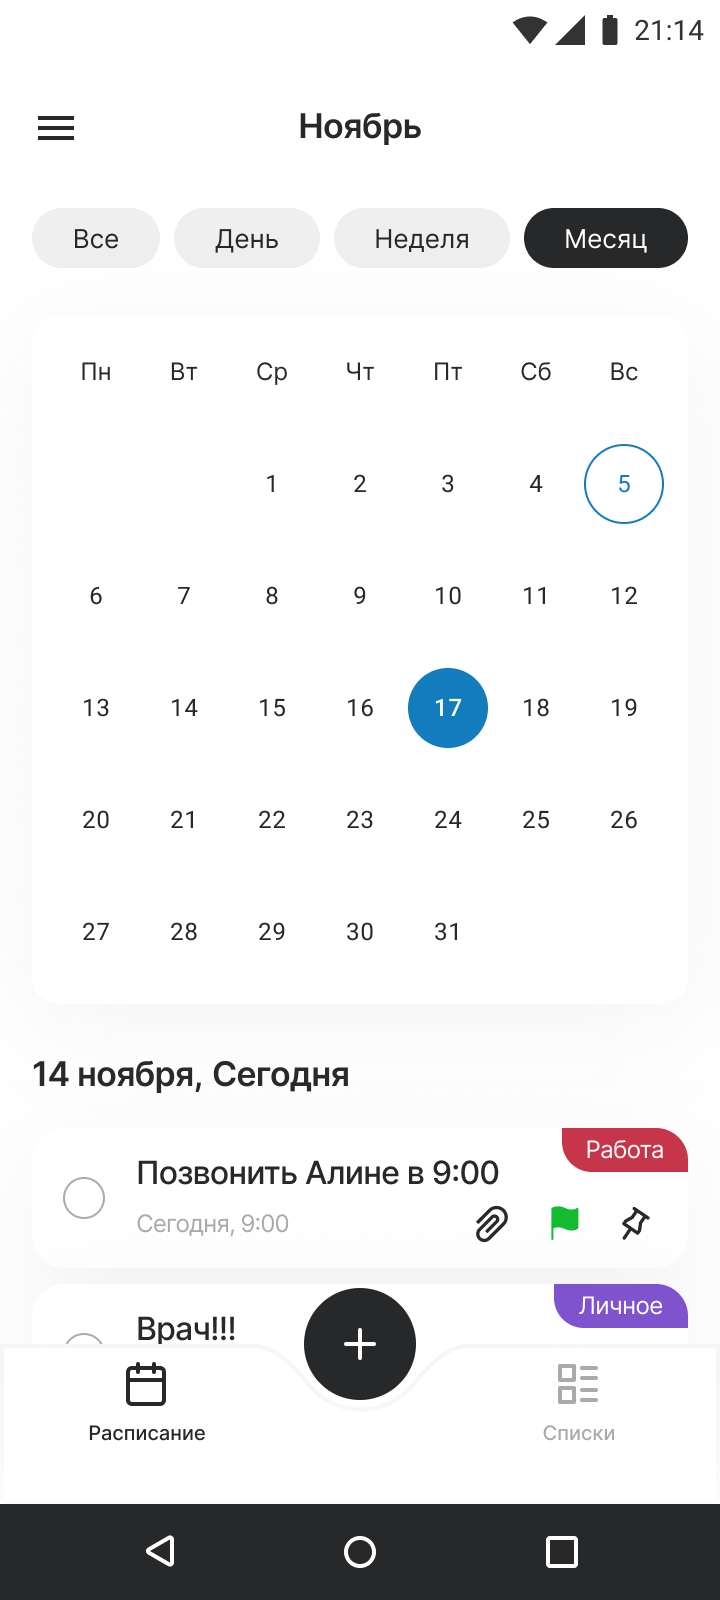 21:14
Ноябрь
Все День Неделя Месяц
Пн Вт Ср Чт Пт Сб Вс
1 2 3 4 5
6 7 8 9 10 11 12
13 14 15 16 17 18 19
20 21 22 23 24 25 26
27 28 29 30 31
14 ноября, Сегодня
Работа
Позвонить Алине в 9:00
Сегодня, 9:00
Личное
Врач!!!
Расписание Списки